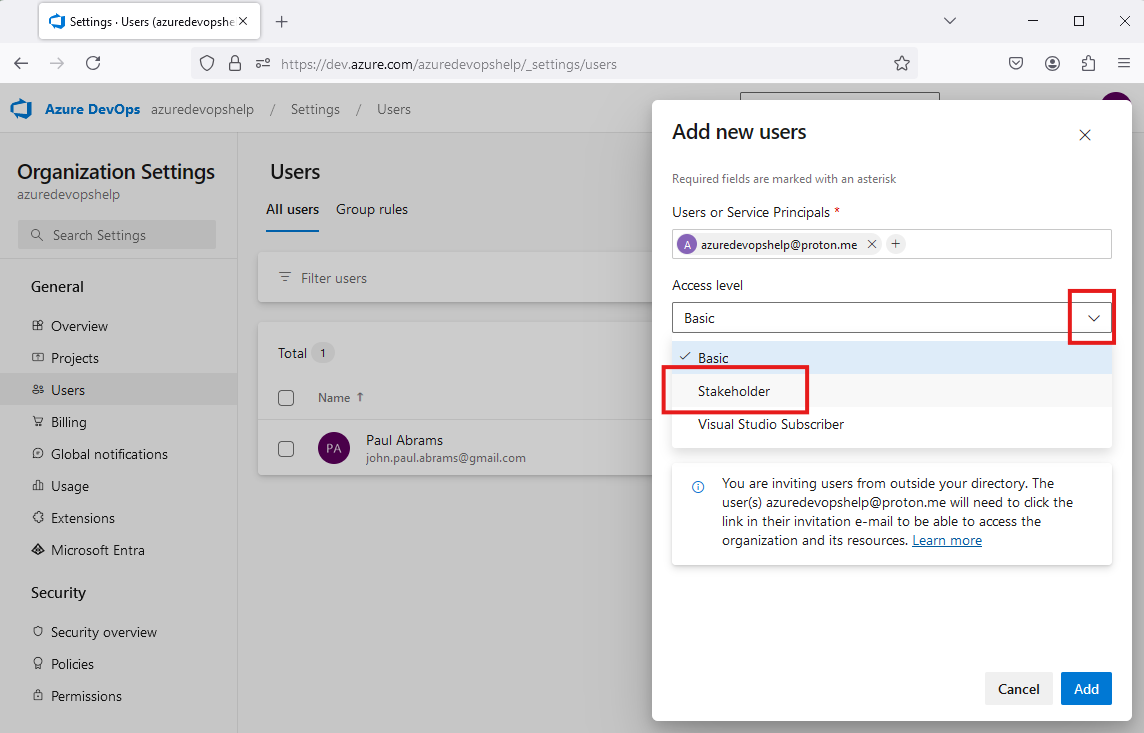 Settings · Users (azuredevopshe
https://dev.azure.com/azuredevopshelp/_settings/users
Azure DevOps azuredevopshelp / Settings / Users
Organization Settings
azuredevopshelp
Search Settings
General
Overview
Projects
Users
Billing
Global notifications
Usage
Extensions
Microsoft Entra
Security
Security overview
Policies
Permissions
Users
All users Group rules
Filter users
Total 1
Name ↑
PA
Paul Abrams
john.paul.abrams@gmail.com
Add new users
Required fields are marked with an asterisk
Users or Service Principals *
A azuredevopshelp@proton.me
Access level
Basic
Basic
Stakeholder
Visual Studio Subscriber
You are inviting users from outside your directory. The
user(s) azuredevopshelp@proton.me will need to click the
link in their invitation e-mail to be able to access the
organization and its resources. Learn more
Cancel Add